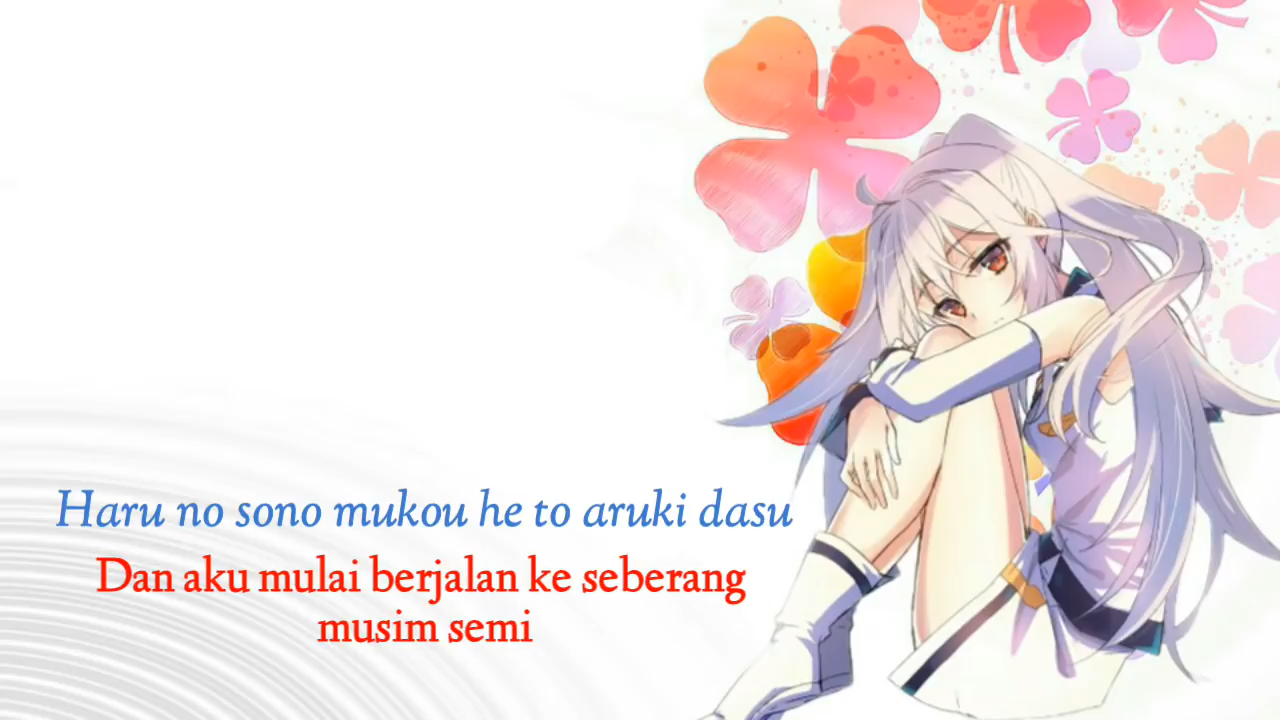 Haru no sono mukou he to aruki dasu
Dan aku mulai berjalan ke seberang
musim semi